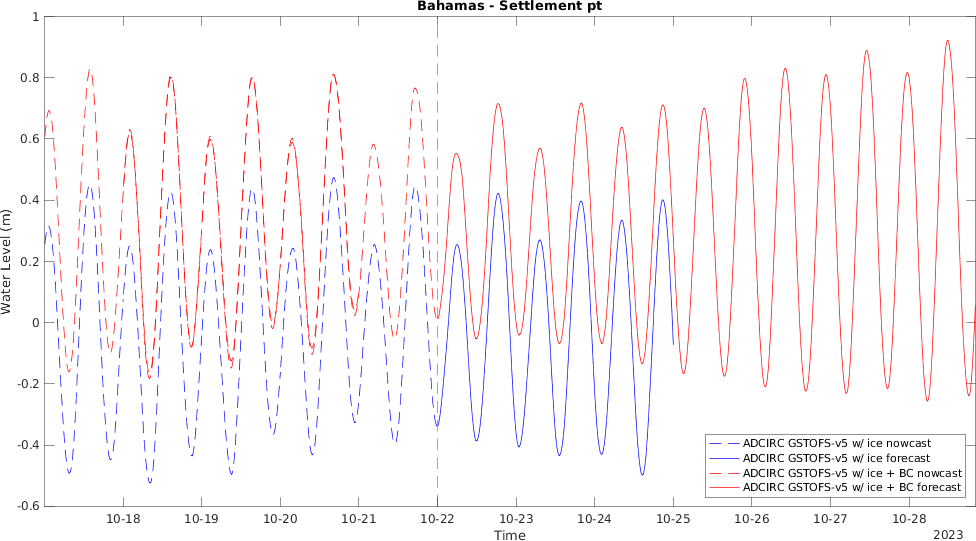 Bahamas - Settlement pt
1
0.8
0.6
0.4
0.2
0
-0.2
-0.4
-0.6
Water Level (m)
10-18 10-19 10-20 10-21 10-22 10-23 10-24 10-25 10-26 10-27 10-28
Time
2023
ADCIRC GSTOFS-v5 w/ ice nowcast
ADCIRC GSTOFS-v5 w/ ice forecast
ADCIRC GSTOFS-v5 w/ ice + BC nowcast
ADCIRC GSTOFS-v5 w/ ice + BC forecast